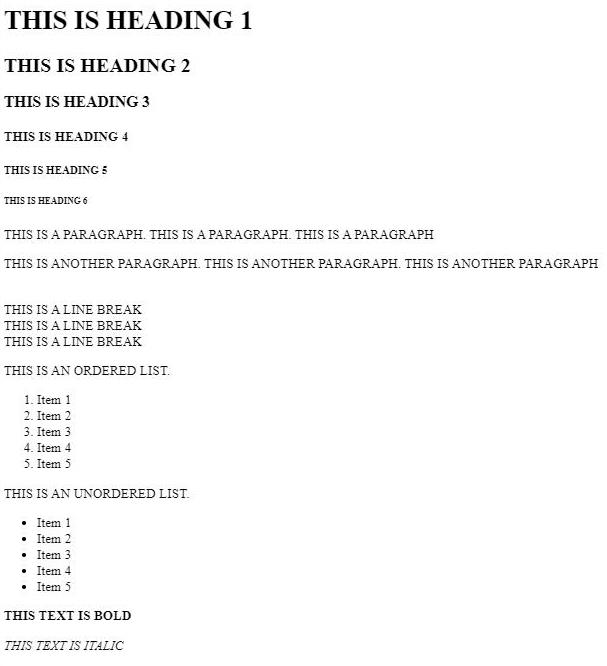 THIS IS HEADING 1
THIS IS HEADING 2
THIS IS HEADING 3
THIS IS HEADING 4
THIS IS HEADING 5
THIS IS HEADING 6
THIS IS A PARAGRAPH. THIS IS A PARAGRAPH. THIS IS A PARAGRAPH
THIS IS ANOTHER PARAGRAPH. THIS IS ANOTHER PARAGRAPH. THIS IS ANOTHER PARAGRAPH
THIS IS A LINE BREAK
THIS IS A LINE BREAK
THIS IS A LINE BREAK
THIS IS AN ORDERED LIST.
1. Item 1
2. Item 2
3. Item 3
4. Item 4
5. Item 5
THIS IS AN UNORDERED LIST.
• Item 1
• Item 2
• Item 3
• Item 4
• Item 5
THIS TEXT IS BOLD
THIS TEXT IS ITALIC